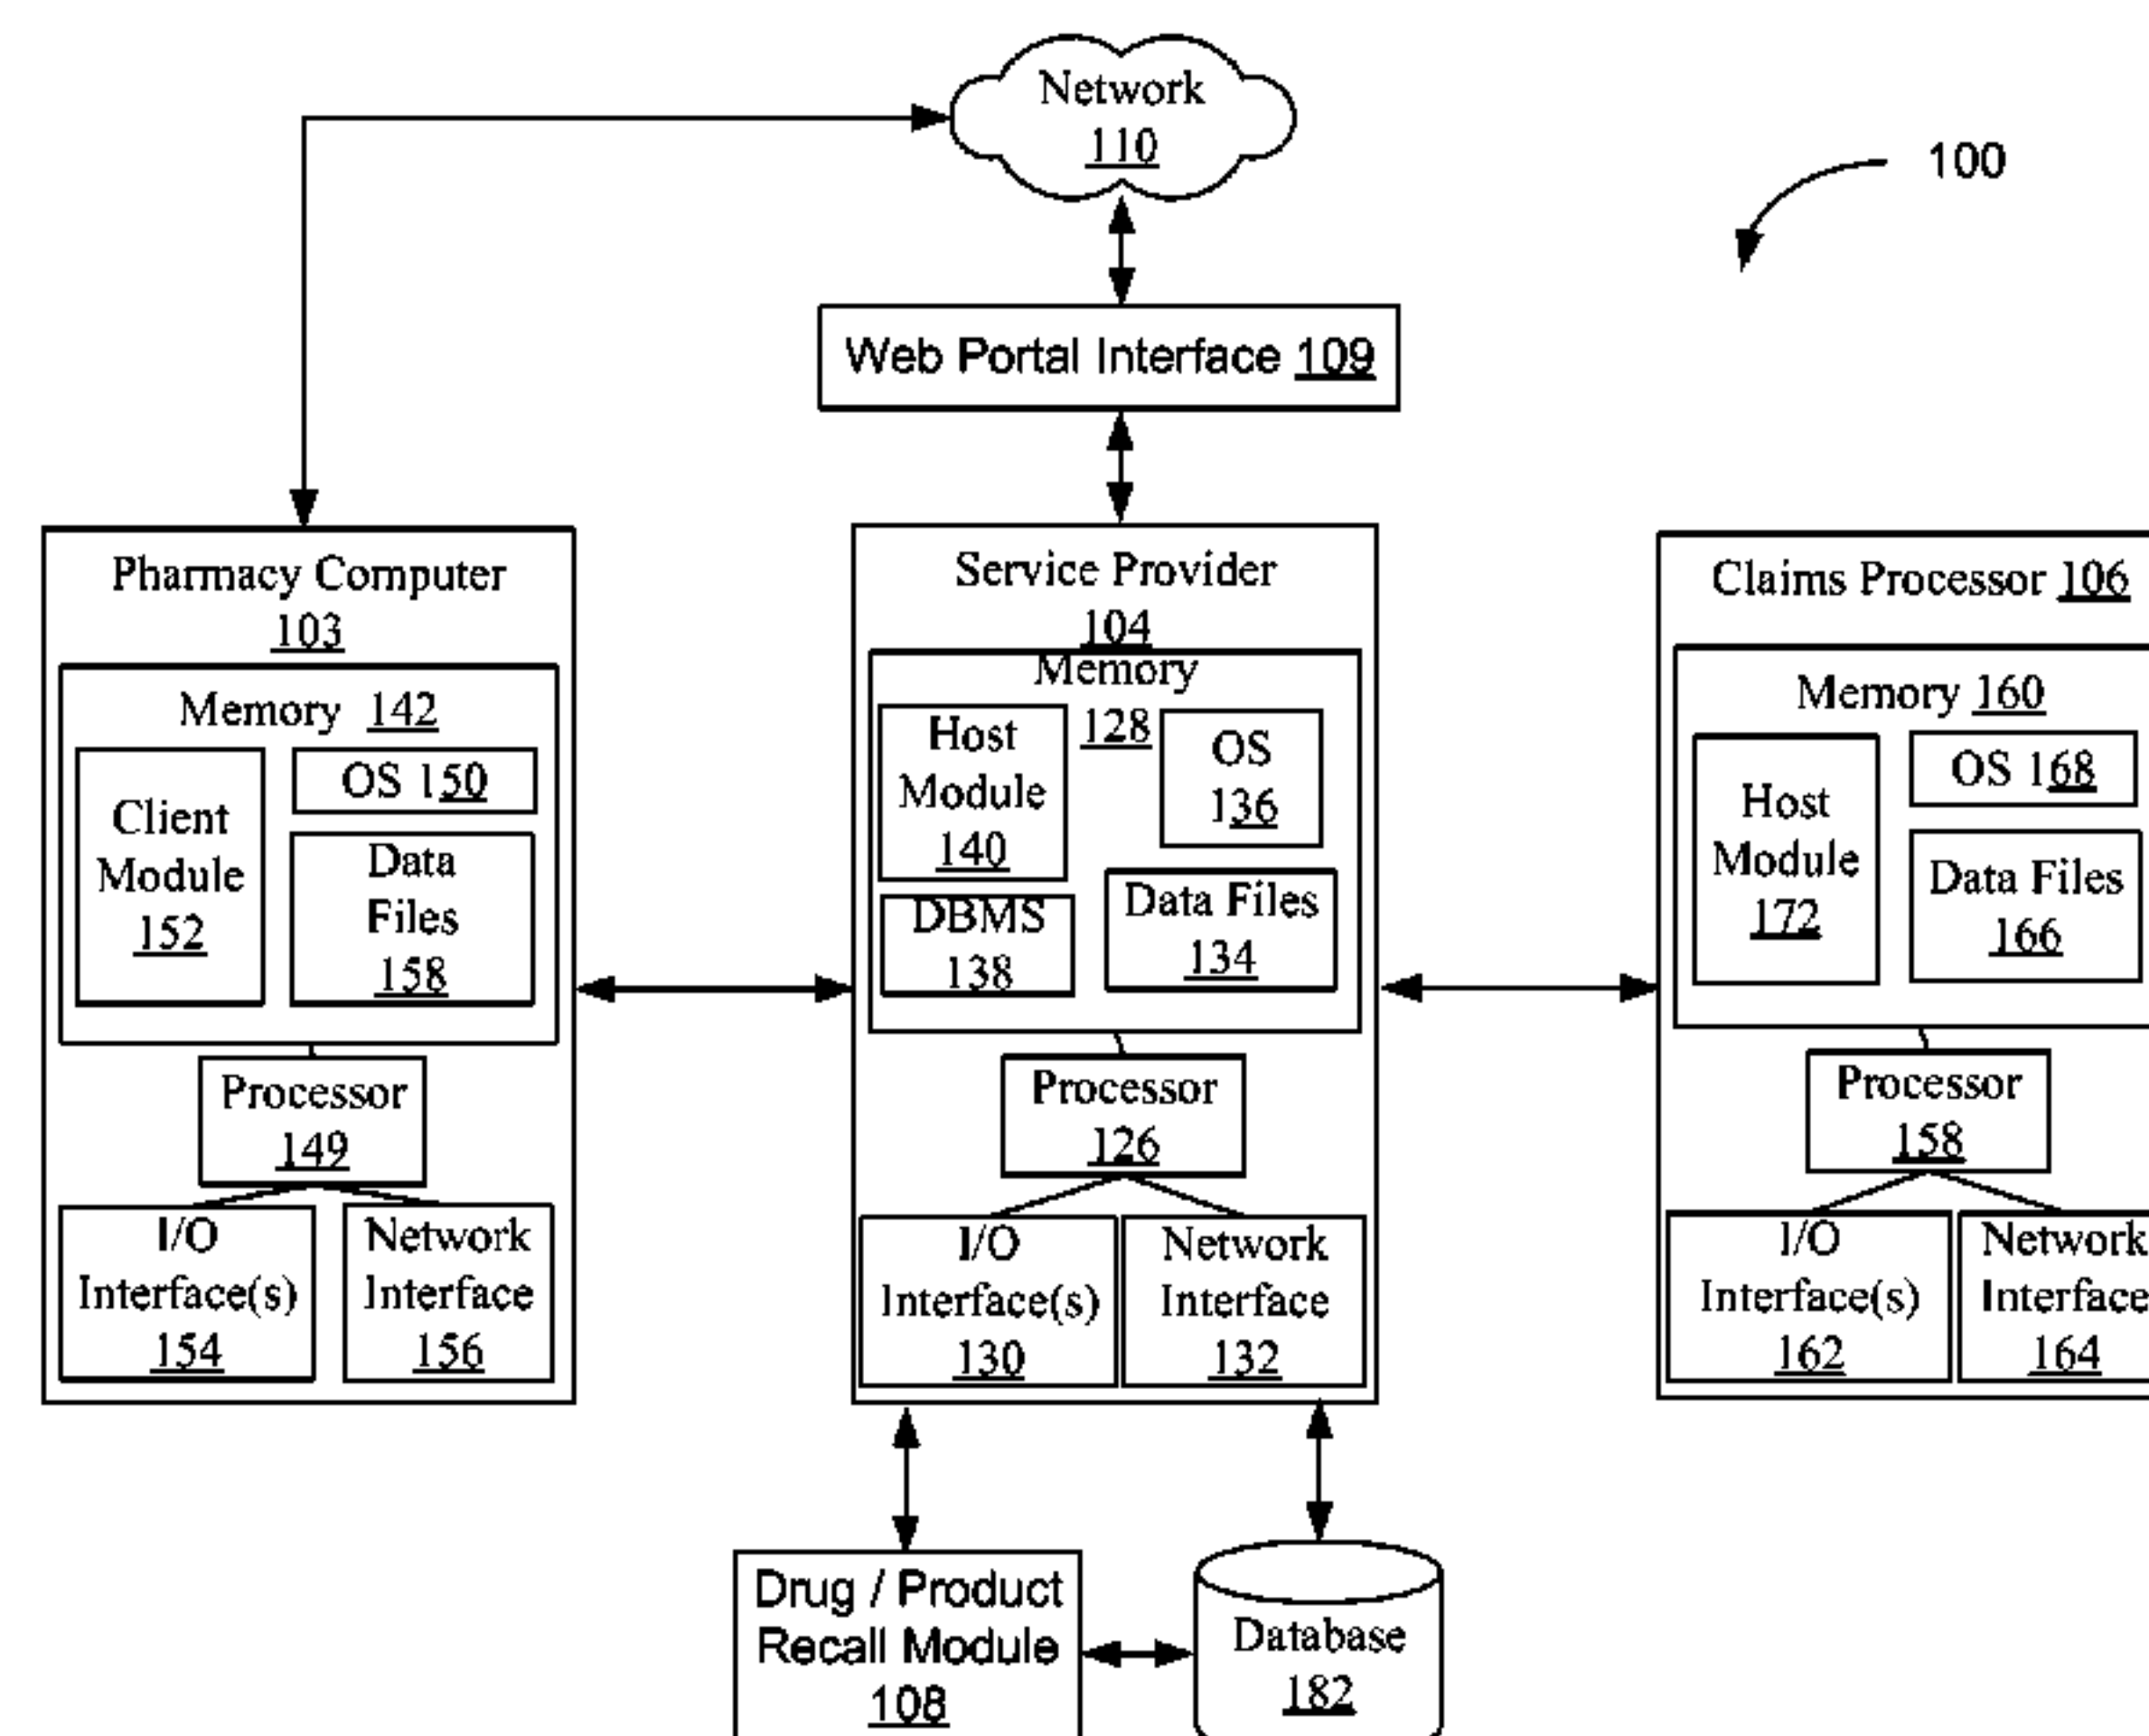 Network
110
100
Web Portal Interface 109
Pharmacy Computer
103
Memory 142
Client
Module
152
OS 150
Data
Files
158
Processor
149
I/O
Interface(s)
154
Network
Interface
156
Service Provider
104
Memory
128
Host
Module
140
OS
136
DBMS
138
Data Files
134
Processor
126
I/O
Interface(s)
130
Network
Interface
132
Claims Processor 106
Memory 160
Host
Module
172
OS 168
Data Files
166
Processor
158
I/O
Interface(s)
162
Network
Interface
164
Drug / Product
Recall Module
108
Database
182